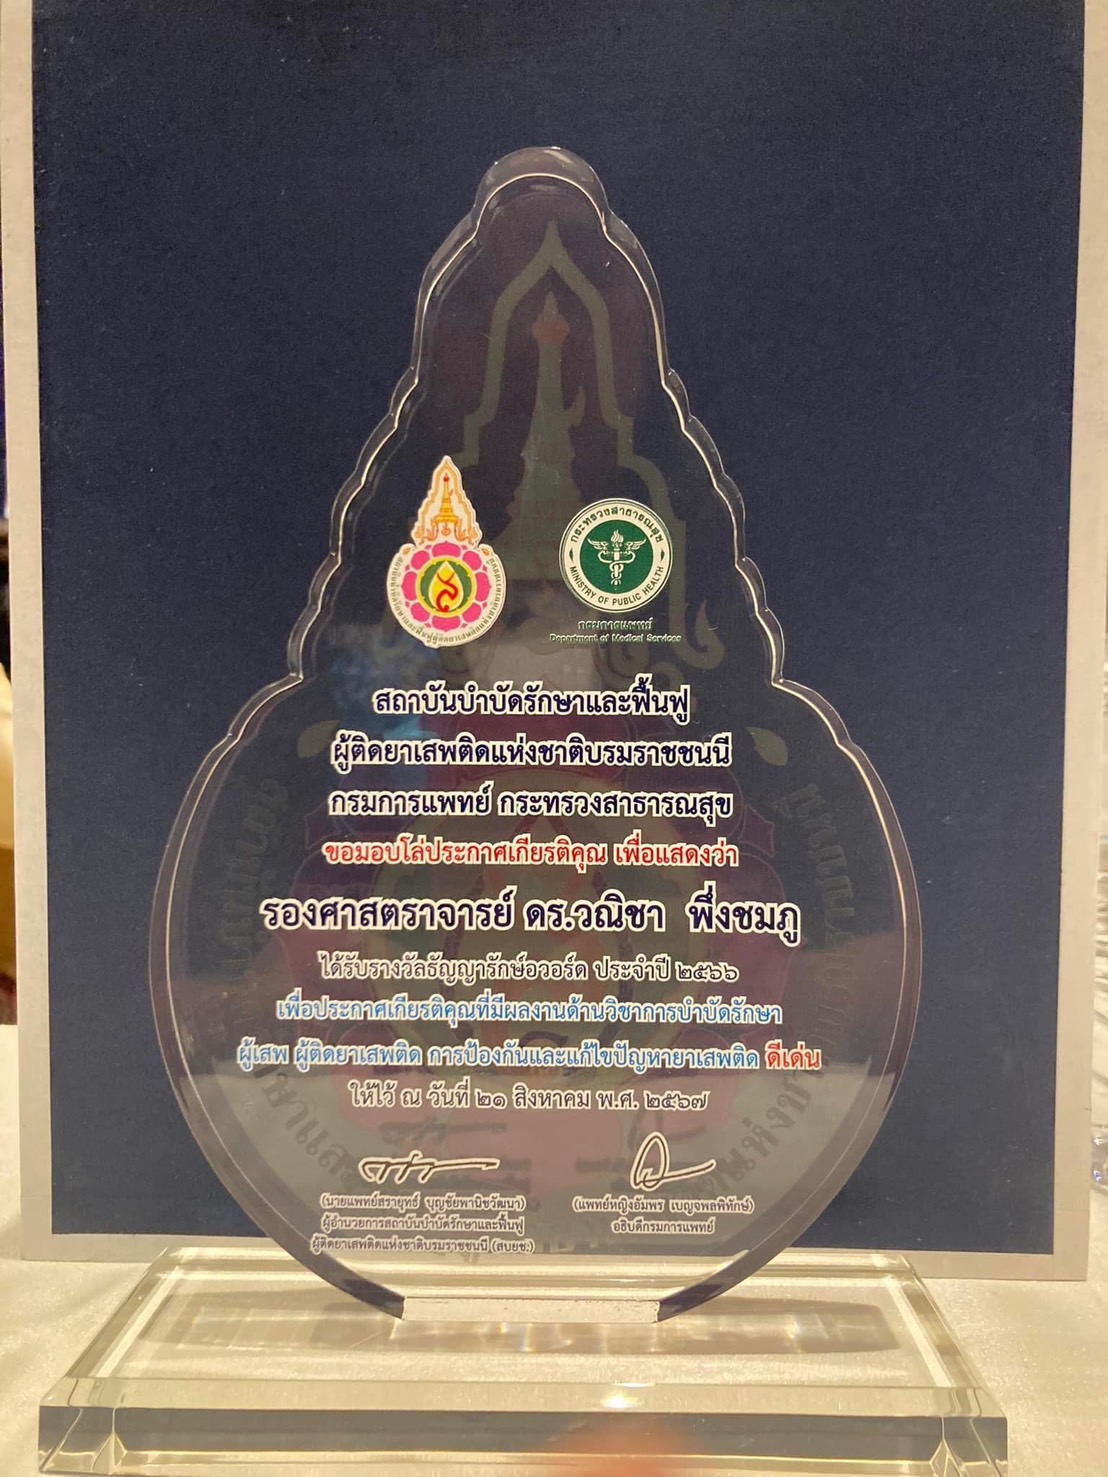 กระทรวงสาธารณสุข
MINISTRY OF PUBLIC HEALTH
กรมการแพทย์
Department of Medical Services
สถาบันบำบัดรักษาและฟื้นฟู
ผู้ติดยาเสพติดแห่งชาติบรมราชชนนี
กรมการแพทย์ กระทรวงสาธารณสุข
ขอมอบโล่ประกาศเกียรติคุณ เพื่อแสดงว่า
รองศาสตราจารย์ ดร.วณิชา พึ่งชมภู
ได้รับรางวัลธัญญารักษ์อวอร์ด ประจำปี ๒๕๖๖
เพื่อประกาศเกียรติคุณที่มีผลงานด้านวิชาการบำบัดรักษา
ผู้เสพ ผู้ติดยาเสพติด การป้องกันและแก้ไขปัญหายาเสพติด ดีเด่น
ให้ไว้ ณ วันที่ ๒๑ สิงหาคม พ.ศ. ๒๕๖๗
(นายแพทย์สรายุทธ์ บุญชัยพานิชวัฒนา)
ผู้อำนวยการสถาบันบำบัดรักษาและฟื้นฟู
ผู้ติดยาเสพติดแห่งชาติบรมราชชนนี (สบยช.)
(แพทย์หญิงอัมพร เบญจพลพิทักษ์)
อธิบดีกรมการแพทย์